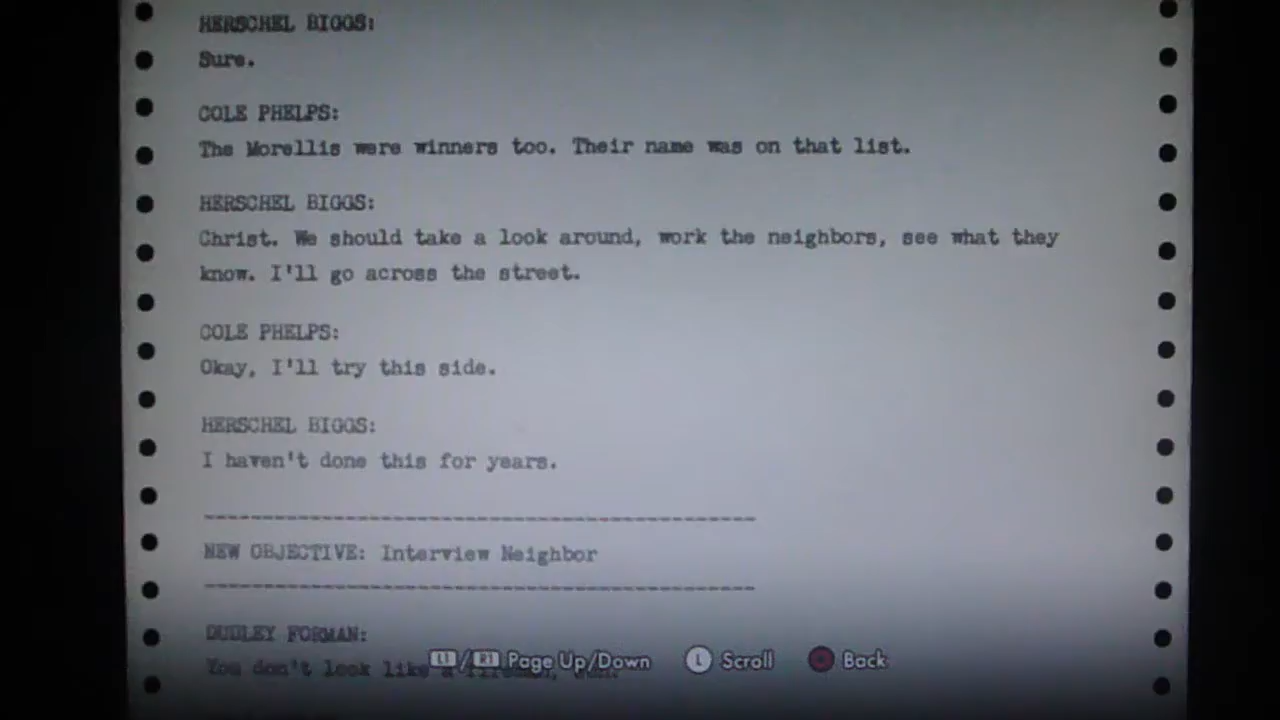 HERSCHEL BIGGS:
Sure.
COLE PHELPS:
The Morellis were winners too. Their name was on that list.
HERSCHEL BIGGS:
Christ. We should take a look around, work the neighbors, see what they
know. I'll go across the street.
COLE PHELPS:
Okay, I'll try this side.
HERSCHEL BIGGS:
I haven't done this for years.
NEW OBJECTIVE: Interview Neighbor
DUDLEY FORMAN:
You don't look like a fireman,
L1/R1 Page Up/Down L Scroll Back